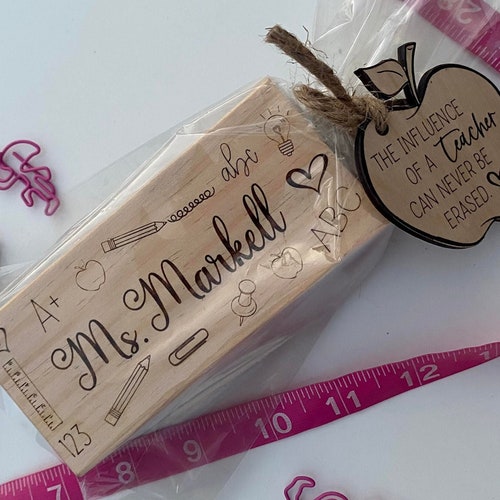 abc
Ms. Markell
ABC
A+
123
THE INFLUENCE
OF A teacher
CAN NEVER BE
ERASED.
7 8 9 10 11 12 13